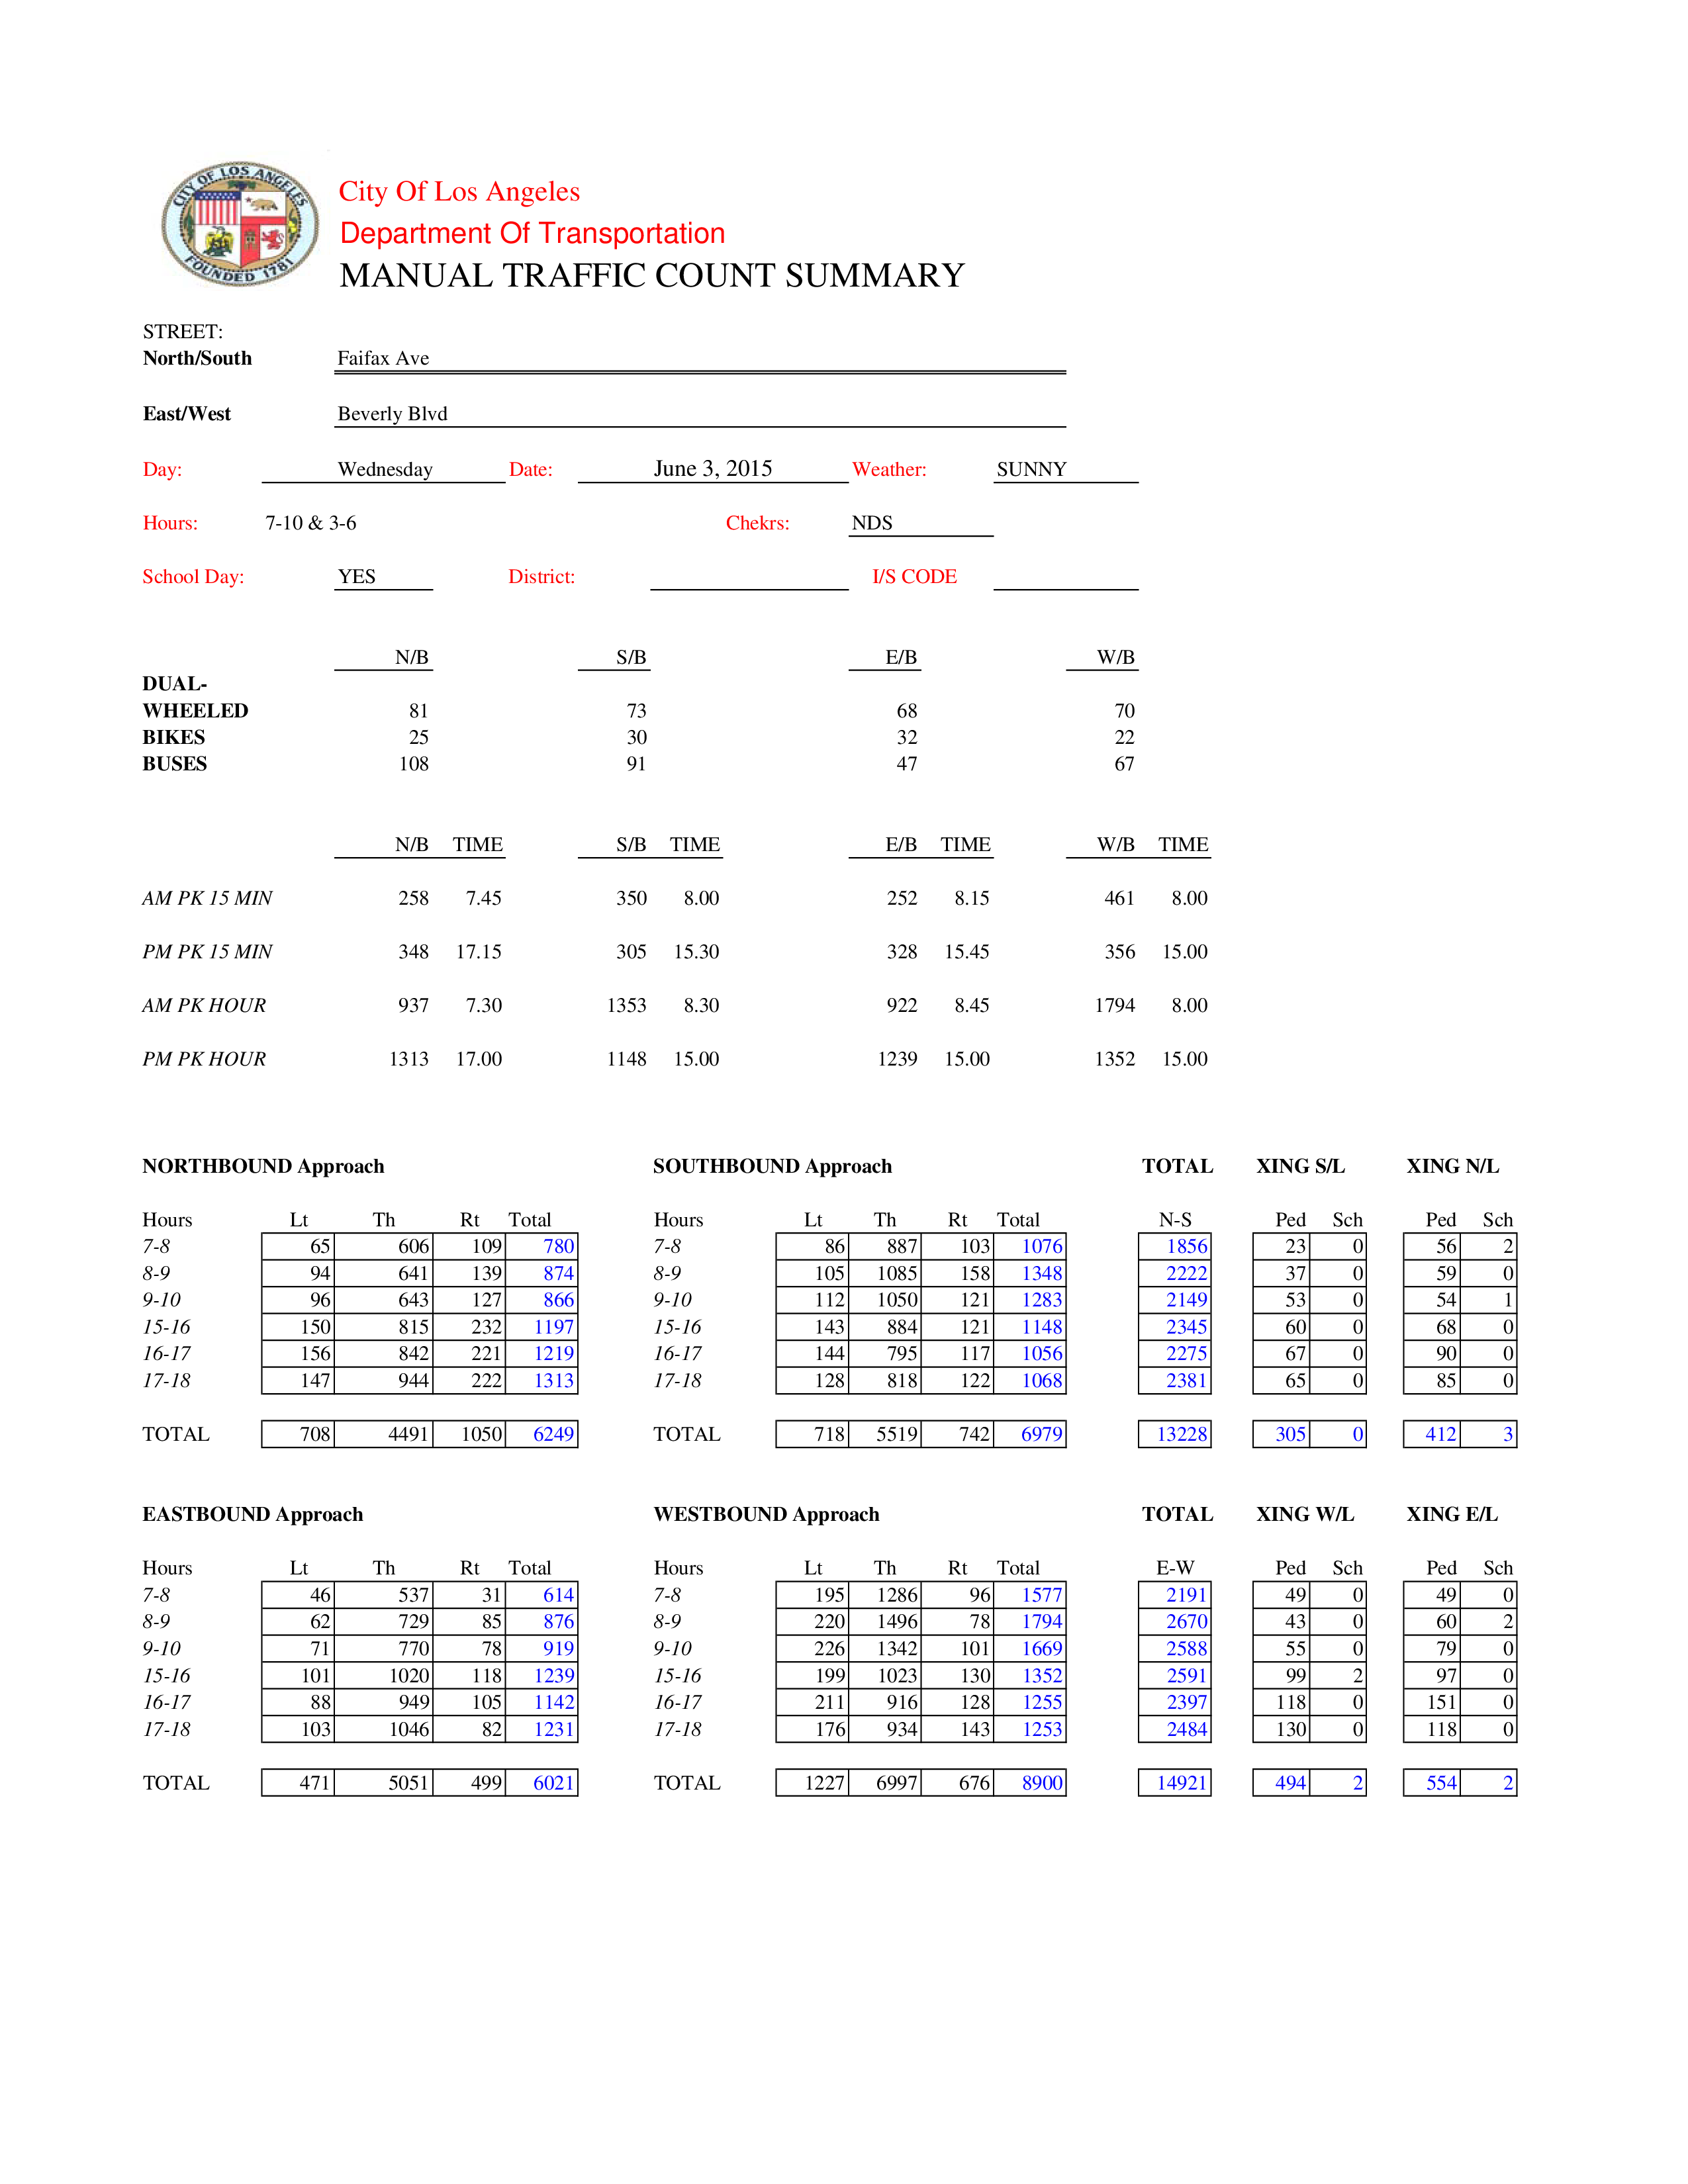 CITY OF LOS ANGELES
FOUNDED 1781
City Of Los Angeles
Department Of Transportation
MANUAL TRAFFIC COUNT SUMMARY
STREET:
North/South Faifax Ave
East/West Beverly Blvd
Day: Wednesday Date: June 3, 2015 Weather: SUNNY
Hours: 7-10 & 3-6 Chekrs: NDS
School Day: YES District: I/S CODE
N/B S/B E/B W/B
DUAL-
WHEELED 81 73 68 70
BIKES 25 30 32 22
BUSES 108 91 47 67
N/B TIME S/B TIME E/B TIME W/B TIME
AM PK 15 MIN 258 7.45 350 8.00 252 8.15 461 8.00
PM PK 15 MIN 348 17.15 305 15.30 328 15.45 356 15.00
AM PK HOUR 937 7.30 1353 8.30 922 8.45 1794 8.00
PM PK HOUR 1313 17.00 1148 15.00 1239 15.00 1352 15.00
NORTHBOUND Approach SOUTHBOUND Approach TOTAL XING S/L XING N/L
Hours Lt Th Rt Total Hours Lt Th Rt Total N-S Ped Sch Ped Sch
7-8 65 606 109 780 7-8 86 887 103 1076 1856 23 0 56 2
8-9 94 641 139 874 8-9 105 1085 158 1348 2222 37 0 59 0
9-10 96 643 127 866 9-10 112 1050 121 1283 2149 53 0 54 1
15-16 150 815 232 1197 15-16 143 884 121 1148 2345 60 0 68 0
16-17 156 842 221 1219 16-17 144 795 117 1056 2275 67 0 90 0
17-18 147 944 222 1313 17-18 128 818 122 1068 2381 65 0 85 0
TOTAL 708 4491 1050 6249 TOTAL 718 5519 742 6979 13228 305 0 412 3
EASTBOUND Approach WESTBOUND Approach TOTAL XING W/L XING E/L
Hours Lt Th Rt Total Hours Lt Th Rt Total E-W Ped Sch Ped Sch
7-8 46 537 31 614 7-8 195 1286 96 1577 2191 49 0 49 0
8-9 62 729 85 876 8-9 220 1496 78 1794 2670 43 0 60 2
9-10 71 770 78 919 9-10 226 1342 101 1669 2588 55 0 79 0
15-16 101 1020 118 1239 15-16 199 1023 130 1352 2591 99 2 97 0
16-17 88 949 105 1142 16-17 211 916 128 1255 2397 118 0 151 0
17-18 103 1046 82 1231 17-18 176 934 143 1253 2484 130 0 118 0
TOTAL 471 5051 499 6021 TOTAL 1227 6997 676 8900 14921 494 2 554 2